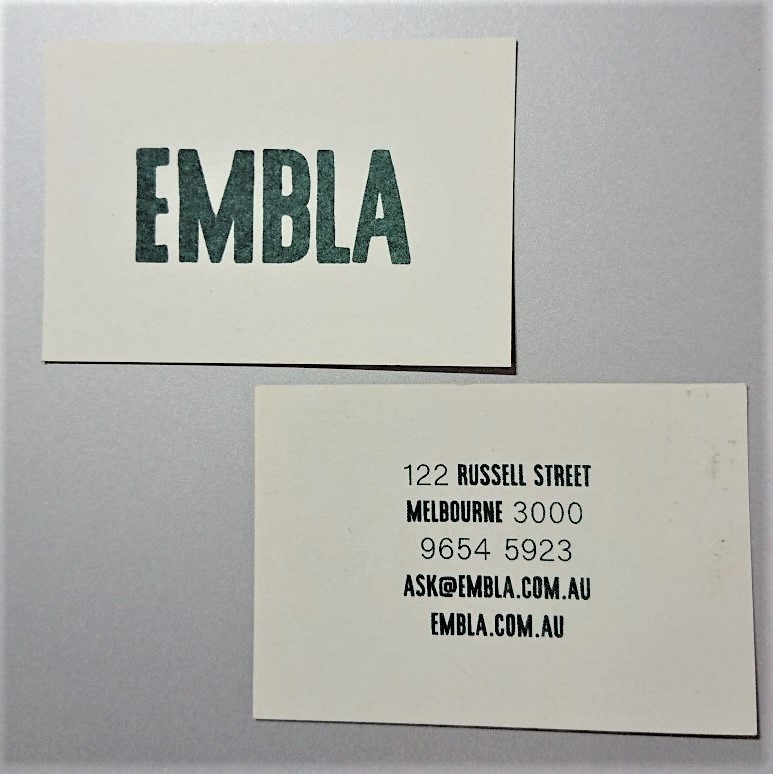 EMBLA
122 RUSSELL STREET
MELBOURNE 3000
9654 5923
ASK@EMBLA.COM.AU
EMBLA.COM.AU